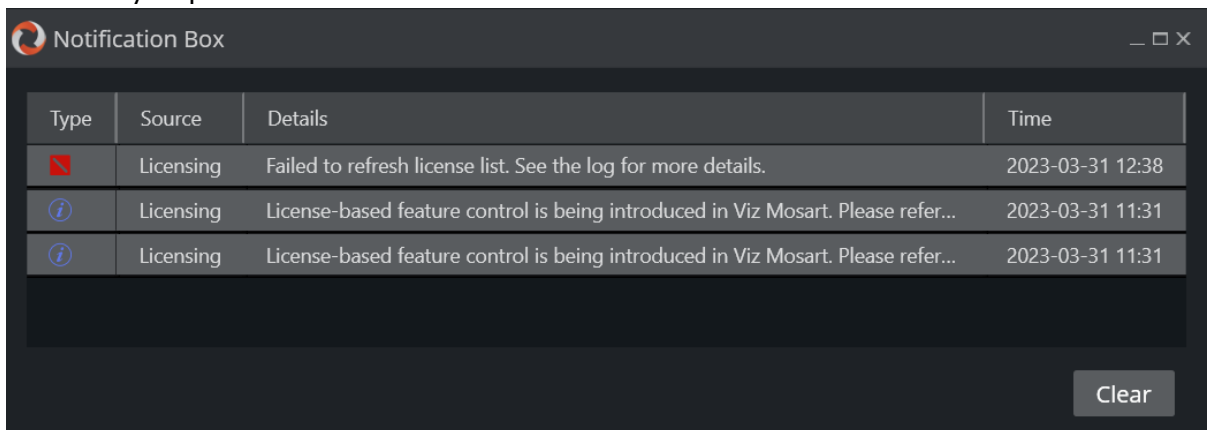 Notification Box
Type Source Details Time
Licensing Failed to refresh license list. See the log for more details. 2023-03-31 12:38
Licensing License-based feature control is being introduced in Viz Mosart. Please refer... 2023-03-31 11:31
Licensing License-based feature control is being introduced in Viz Mosart. Please refer... 2023-03-31 11:31
Clear